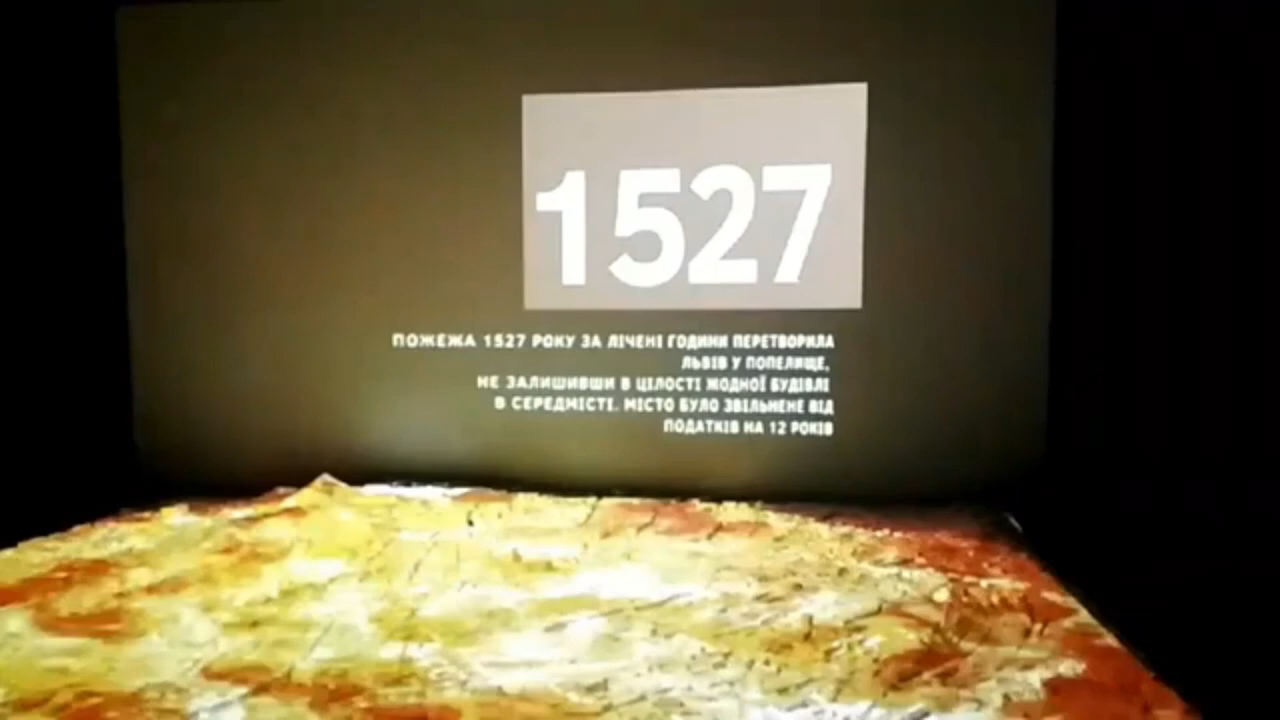 1527
ПОЖЕЖА 1527 РОКУ ЗА ЛІЧЕНІ ГОДИНИ ПЕРЕТВОРИЛА
ЛЬВІВ У ПОПЕЛИЩЕ,
НЕ ЗАЛИШИВШИ В ЦІЛОСТІ ЖОДНОЇ БУДІВЛІ
В СЕРЕДМІСТІ. МІСТО БУЛО ЗВІЛЬНЕНЕ ВІД
ПОДАТКІВ НА 12 РОКІВ